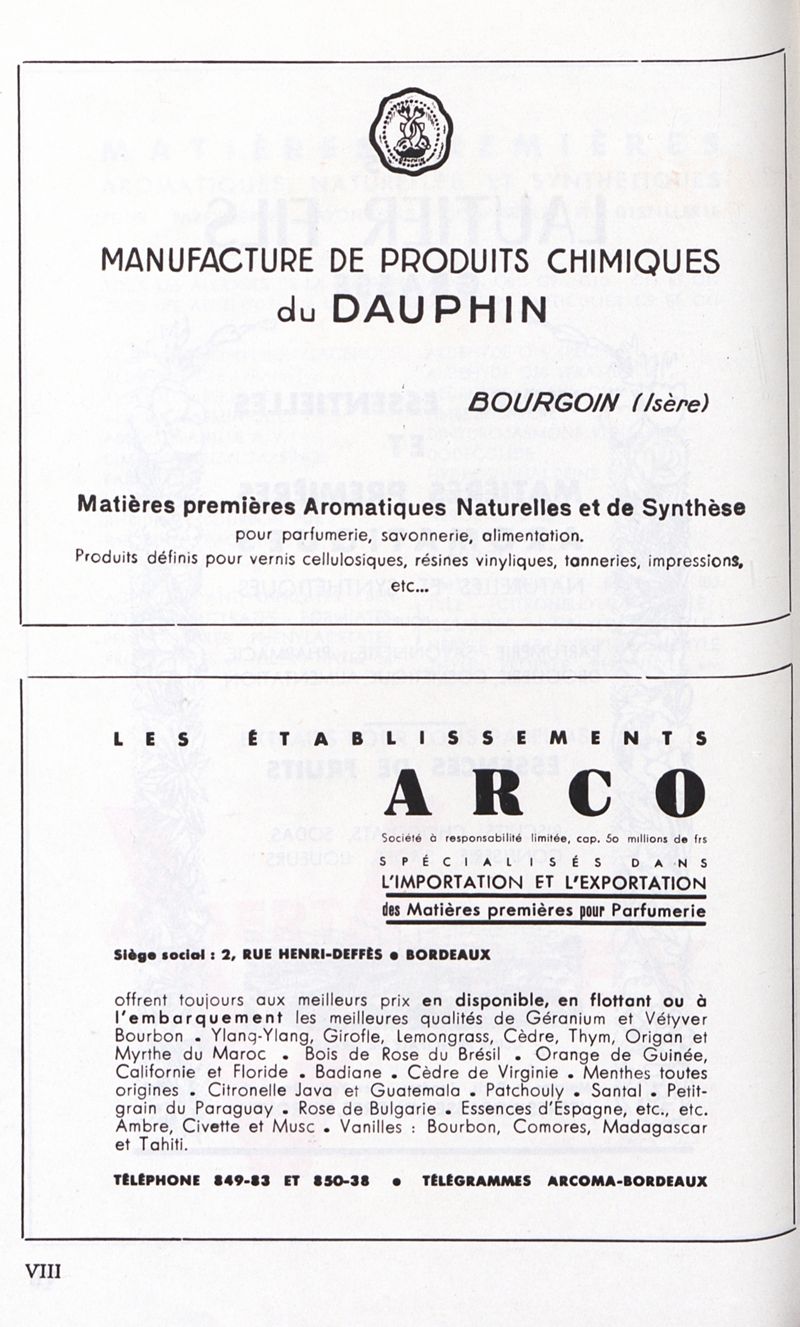 MANUFACTURE DE PRODUITS CHIMIQUES
du DAUPHIN
BOURGOIN (Isère)
Matières premières Aromatiques Naturelles et de Synthèse
pour parfumerie, savonnerie, alimentation.
Produits définis pour vernis cellulosiques, résines vinyliques, tanneries, impressions,
etc...
LES ÉTABLISSEMENTS
ARCO
Société à responsabilité limitée, cap. 50 millions de frs
SPÉCIALISÉS DANS
L'IMPORTATION ET L'EXPORTATION
des Matières premières pour Parfumerie
Siège social : 2, RUE HENRI-DEFFÈS • BORDEAUX
offrent toujours aux meilleurs prix en disponible, en flottant ou à
l'embarquement les meilleures qualités de Géranium et Vétyver
Bourbon • Ylang-Ylang, Girofle, Lemongrass, Cèdre, Thym, Origan et
Myrthe du Maroc • Bois de Rose du Brésil • Orange de Guinée,
Californie et Floride • Badiane • Cèdre de Virginie • Menthes toutes
origines • Citronelle Java et Guatemala • Patchouly • Santal • Petit-
grain du Paraguay • Rose de Bulgarie • Essences d'Espagne, etc., etc.
Ambre, Civette et Musc • Vanilles : Bourbon, Comores, Madagascar
et Tahiti.
TÉLÉPHONE 849-83 ET 850-38 • TÉLÉGRAMMES ARCOMA-BORDEAUX
VIII